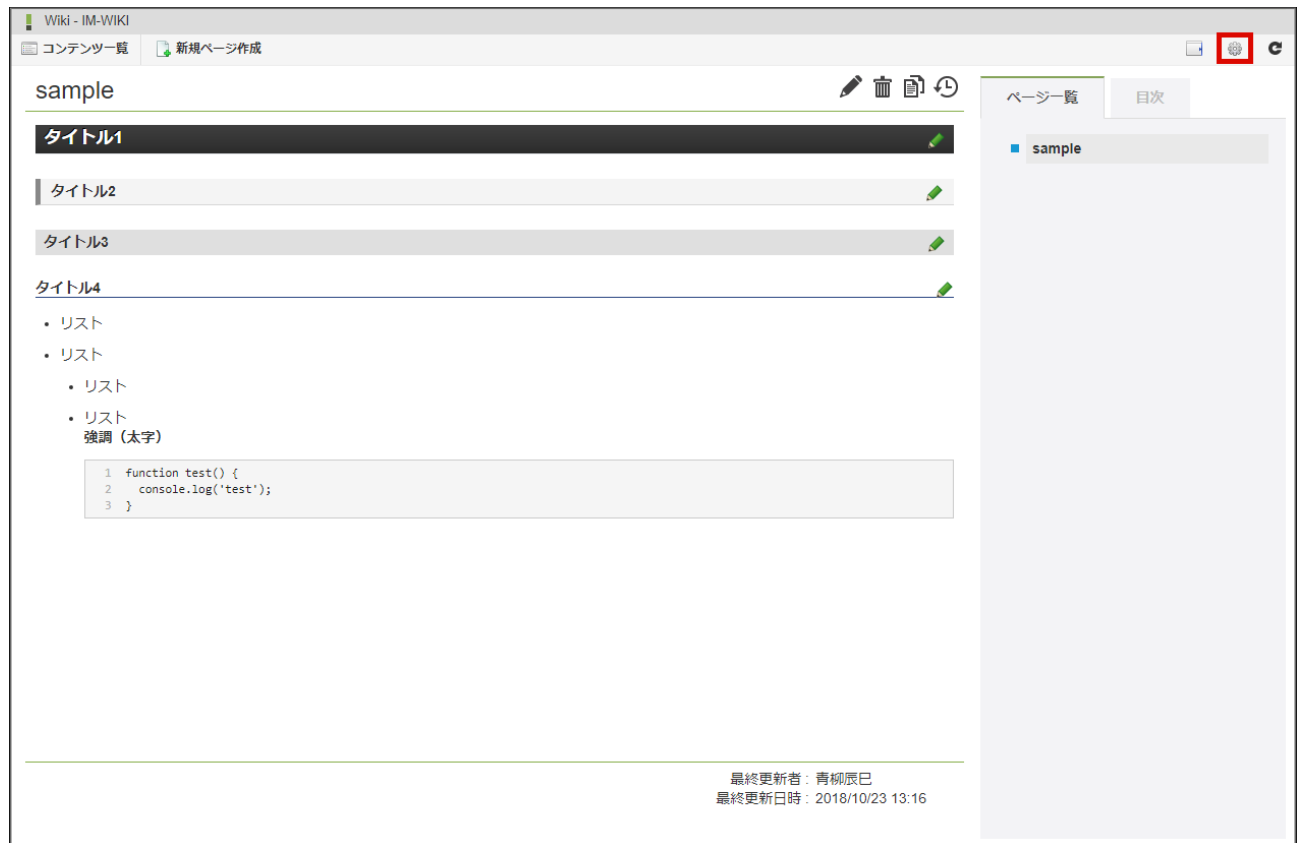 Wiki - IM-WIKI
コンテンツ一覧 新規ページ作成
sample
ページ一覧 目次
タイトル1
sample
タイトル2
タイトル3
タイトル4
• リスト
• リスト
• リスト
• リスト
強調（太字）
1 function test() {
2 console.log('test');
3 }
最終更新者 : 青柳辰巳
最終更新日時 : 2018/10/23 13:16